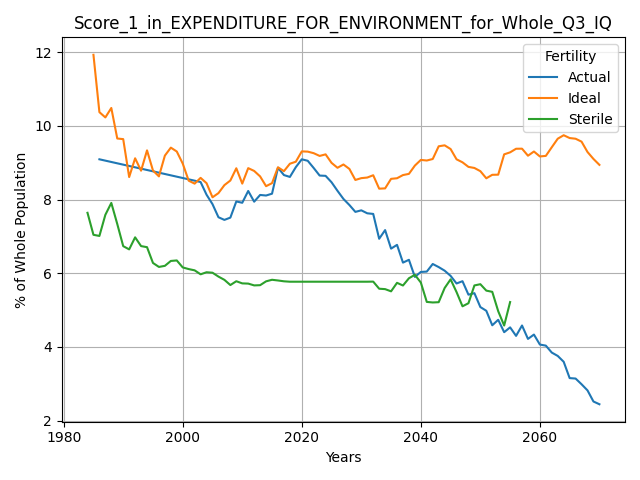 Score_1_in_EXPENDITURE_FOR_ENVIRONMENT_for_Whole_Q3_IQ
Fertility
Actual
Ideal
Sterile
% of Whole Population
12
10
8
6
4
2
1980
2000
2020
2040
2060
Years